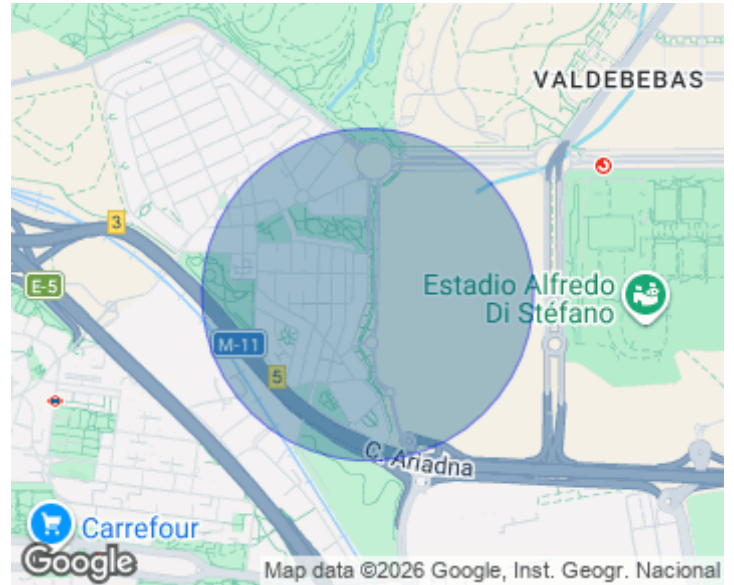 VALDEBEBAS
3
E-5
Estadio Alfredo
Di Stéfano
M-11
5
C. Ariadna
Carrefour
Google
Map data ©2026 Google, Inst. Geogr. Nacional